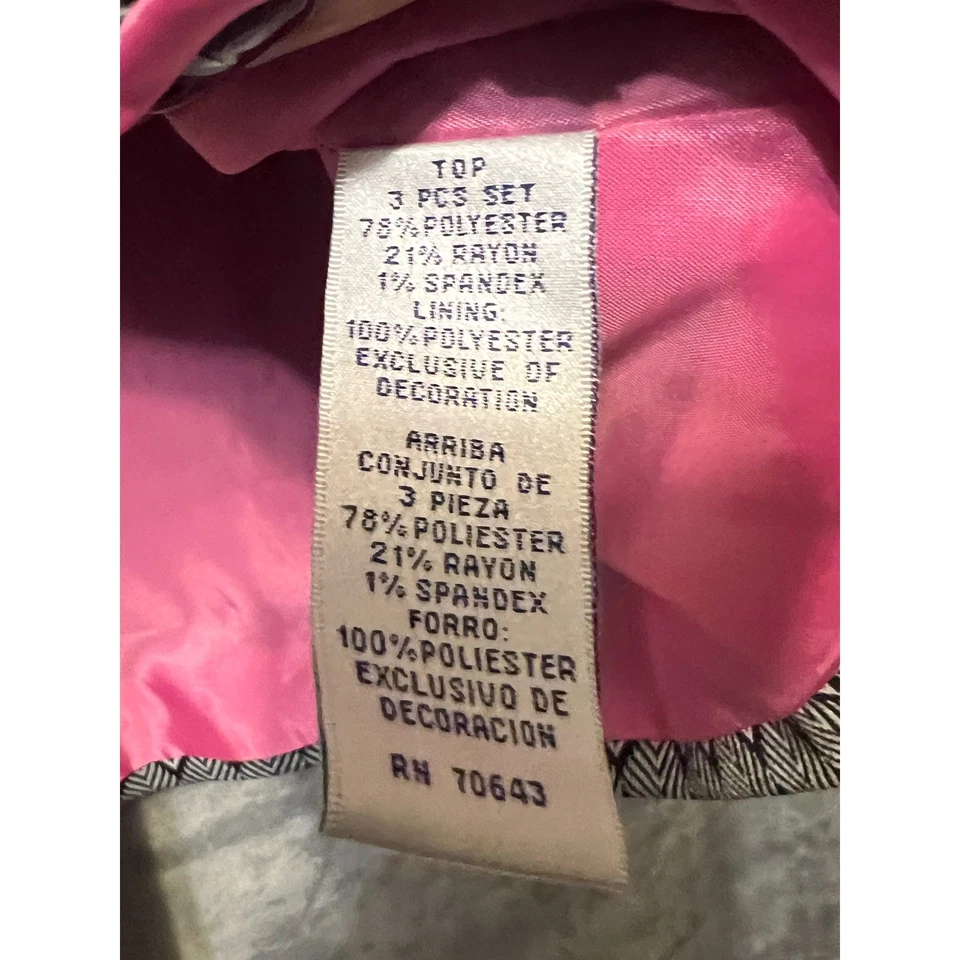 TOP
3 PCS SET
78% POLYESTER
21% RAYON
1% SPANDEX
LINING:
100% POLYESTER
EXCLUSIVE OF
DECORATION
ARRIBA
CONJUNTO DE
3 PIEZA
78% POLIESTER
21% RAYON
1% SPANDEX
FORRO:
100% POLIESTER
EXCLUSIVO DE
DECORACION
RN 70643